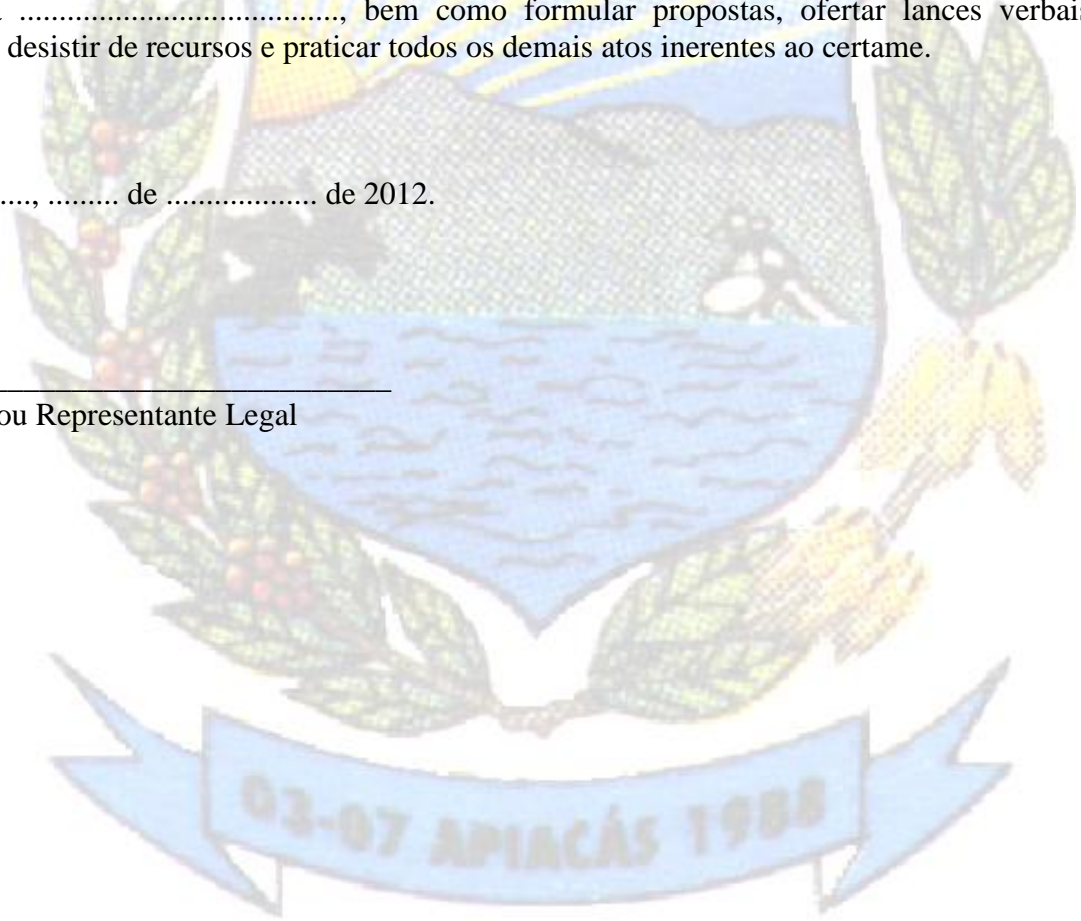 ...................................., bem como formular propostas, ofertar lances verbais
desistir de recursos e praticar todos os demais atos inerentes ao certame.
...., ......... de ................... de 2012.
__________________________
ou Representante Legal
03-07 APIACÁS 1988